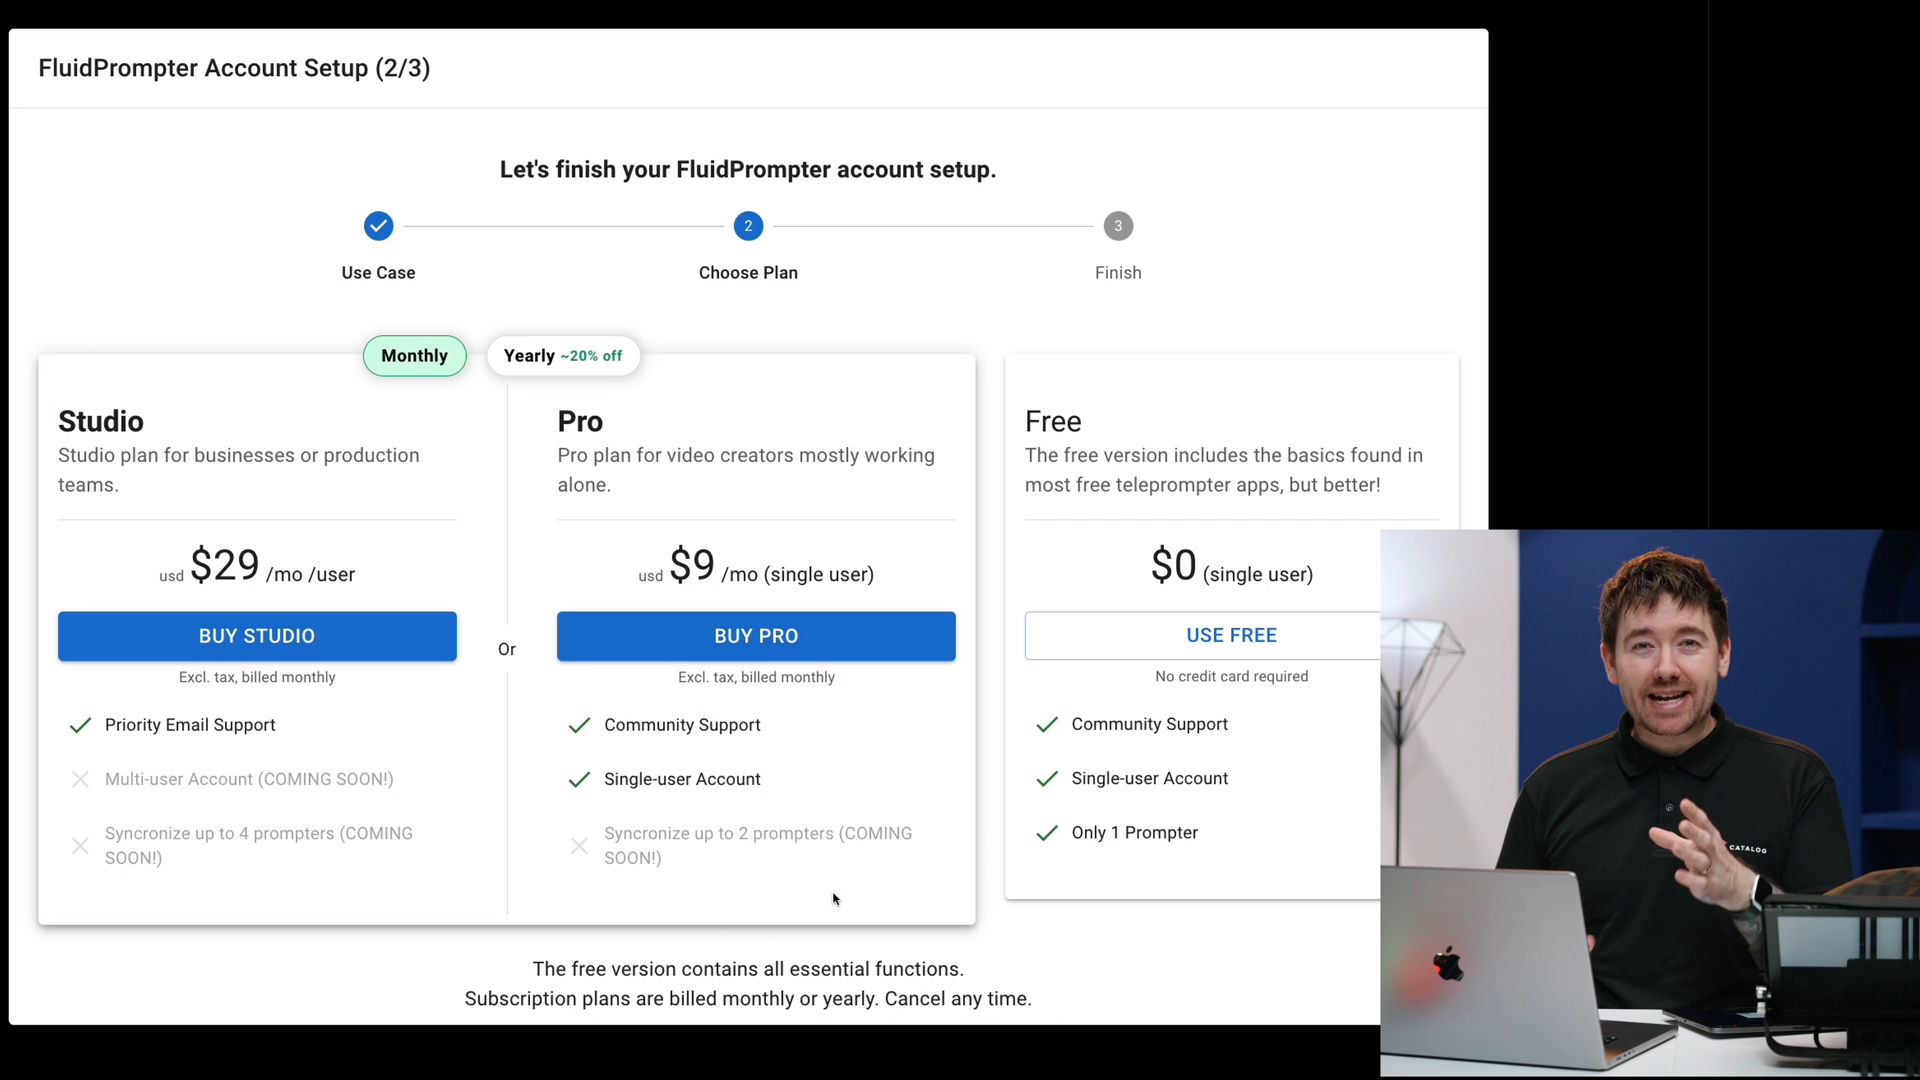 FluidPrompter Account Setup (2/3)
Let's finish your FluidPrompter account setup.
2
3
Use Case
Choose Plan
Finish
Monthly
Yearly ~20% off
Studio
Studio plan for businesses or production
teams.
usd $29 /mo /user
BUY STUDIO
Excl. tax, billed monthly
Priority Email Support
Multi-user Account (COMING SOON!)
Syncronize up to 4 prompters (COMING
SOON!)
Or
Pro
Pro plan for video creators mostly working
alone.
usd $9 /mo (single user)
BUY PRO
Excl. tax, billed monthly
Community Support
Single-user Account
Syncronize up to 2 prompters (COMING
SOON!)
Free
The free version includes the basics found in
most free teleprompter apps, but better!
$0 (single user)
USE FREE
No credit card required
Community Support
Single-user Account
Only 1 Prompter
The free version contains all essential functions.
Subscription plans are billed monthly or yearly. Cancel any time.
CATALOG